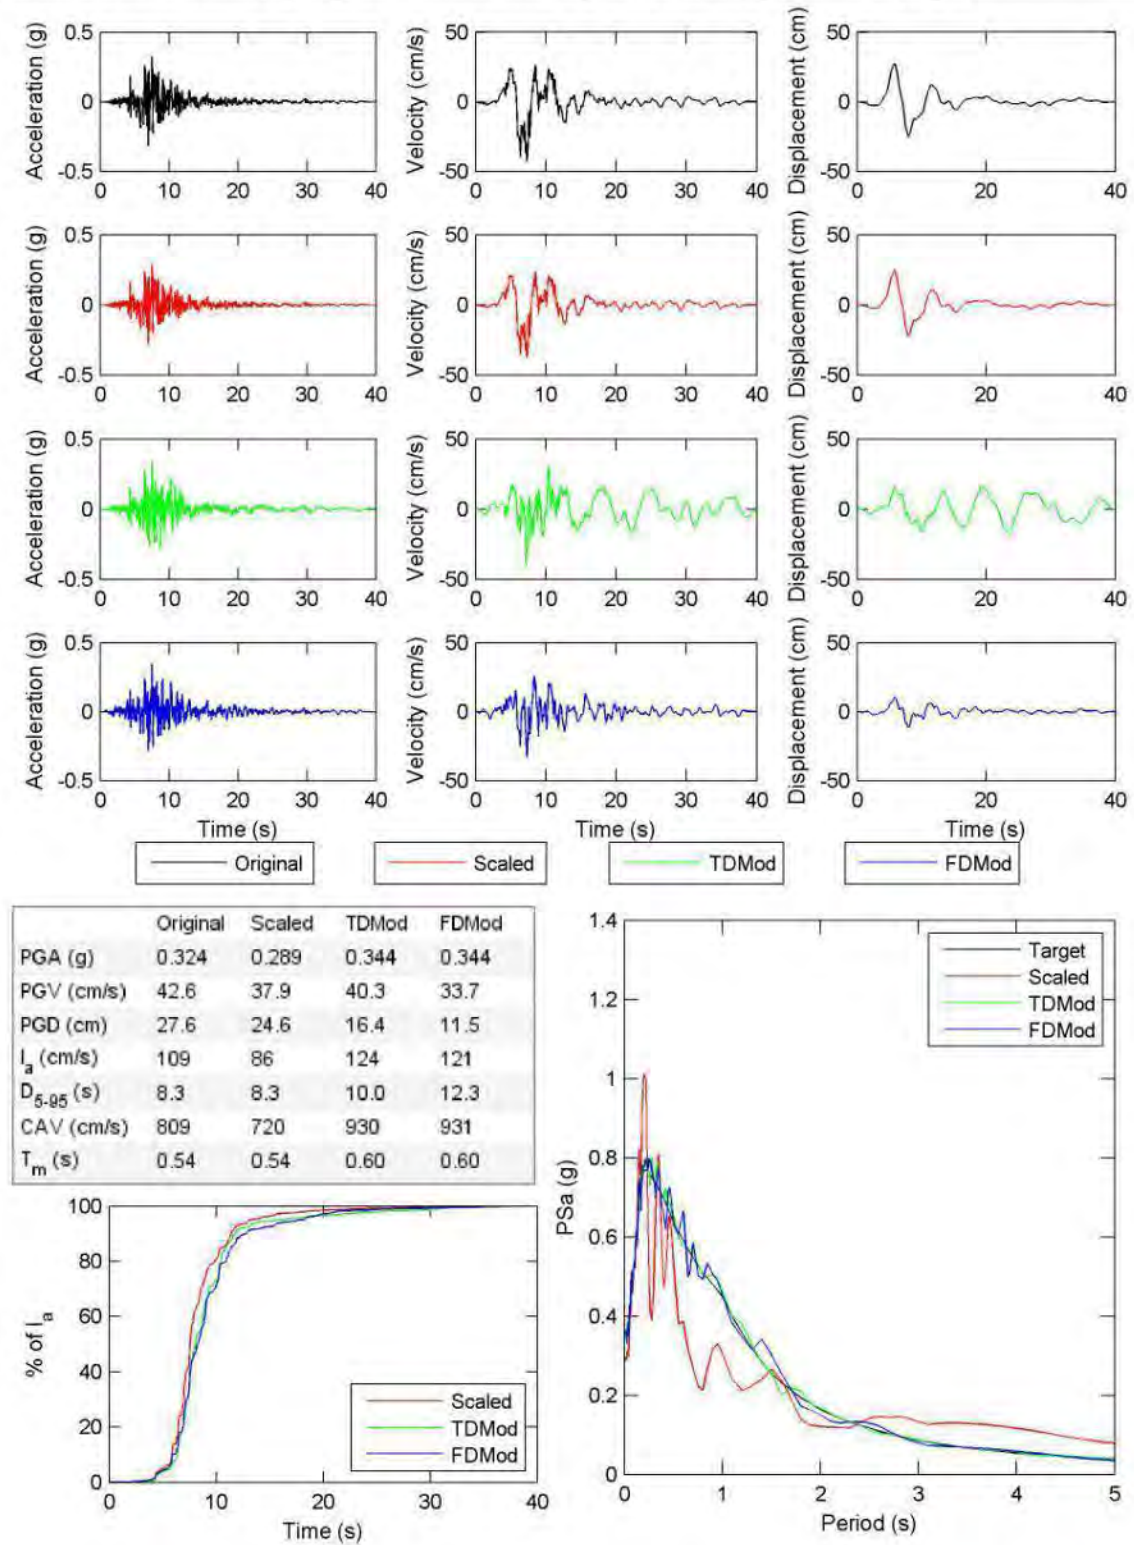 Acceleration (g)
0.5
0
-0.5
0 10 20 30 40
Velocity (cm/s)
50
0
-50
0 10 20 30 40
Displacement (cm)
50
0
-50
0 20 40
Acceleration (g)
0.5
0
-0.5
0 10 20 30 40
Velocity (cm/s)
50
0
-50
0 10 20 30 40
Displacement (cm)
50
0
-50
0 20 40
Acceleration (g)
0.5
0
-0.5
0 10 20 30 40
Velocity (cm/s)
50
0
-50
0 10 20 30 40
Displacement (cm)
50
0
-50
0 20 40
Acceleration (g)
0.5
0
-0.5
0 10 20 30 40
Time (s)
Velocity (cm/s)
50
0
-50
0 10 20 30 40
Time (s)
Displacement (cm)
50
0
-50
0 20 40
Time (s)
Original Scaled TDMod FDMod
Original Scaled TDMod FDMod
PGA (g) 0.324 0.289 0.344 0.344
PGV (cm/s) 42.6 37.9 40.3 33.7
PGD (cm) 27.6 24.6 16.4 11.5
I_a (cm/s) 109 86 124 121
D_5-95 (s) 8.3 8.3 10.0 12.3
CAV (cm/s) 809 720 930 931
T_m (s) 0.54 0.54 0.60 0.60
% of I_a
100
80
60
40
20
0
0 10 20 30 40
Time (s)
Scaled
TDMod
FDMod
PSa (g)
1.4
1.2
1
0.8
0.6
0.4
0.2
0
0 1 2 3 4 5
Period (s)
Target
Scaled
TDMod
FDMod